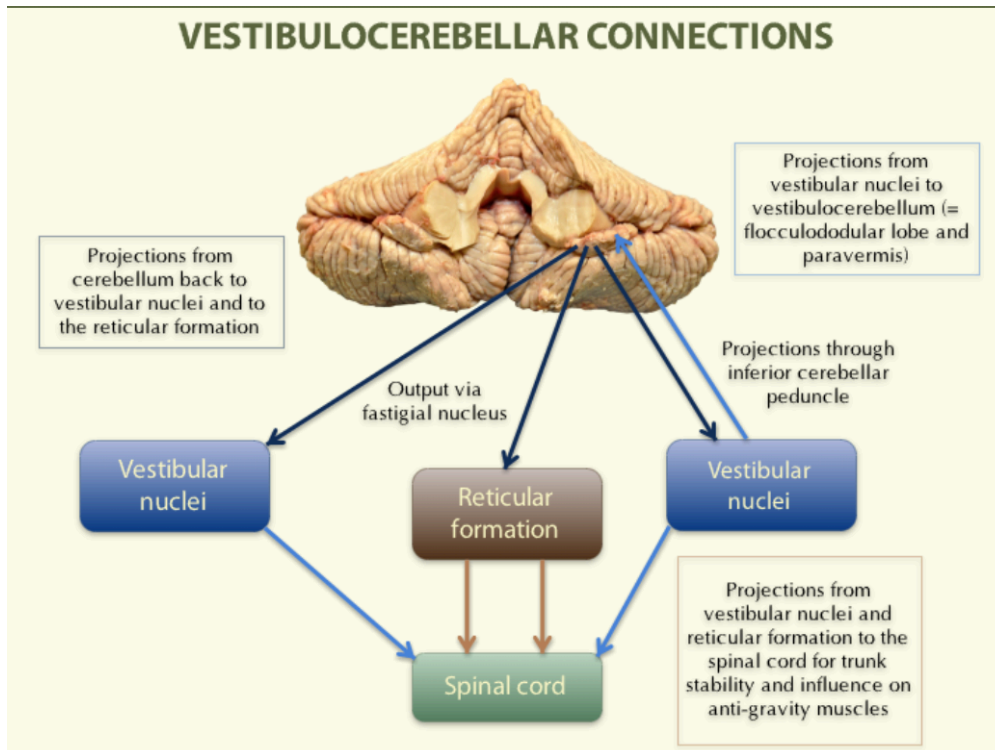 VESTIBULOCEREBELLAR CONNECTIONS
Projections from
vestibular nuclei to
vestibulocerebellum (=
flocculododular lobe and
paravermis)
Projections from
cerebellum back to
vestibular nuclei and to
the reticular formation
Output via
fastigial nucleus
Projections through
inferior cerebellar
peduncle
Vestibular
nuclei
Reticular
formation
Vestibular
nuclei
Projections from
vestibular nuclei and
reticular formation to the
spinal cord for trunk
stability and influence on
anti-gravity muscles
Spinal cord